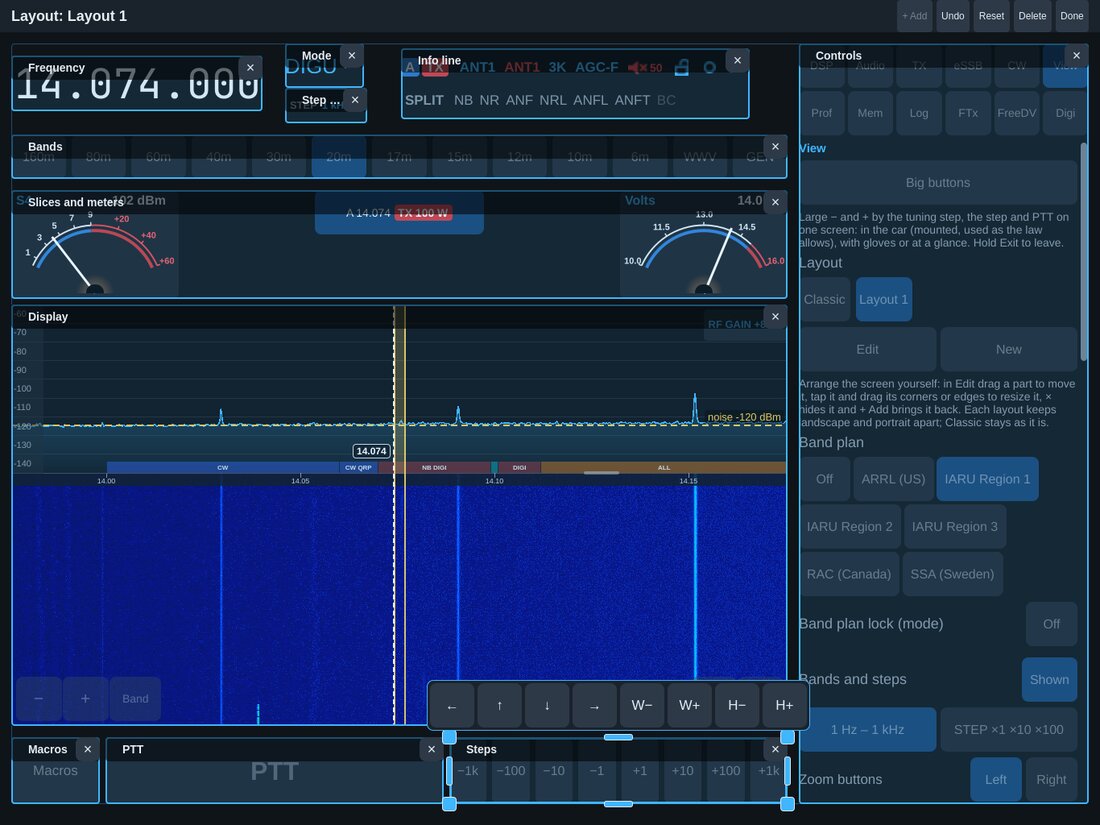 Layout: Layout 1
+ Add Undo Reset Delete Done
Frequency ×
14.074.000
Mode ×
DIGU
Step ... ×
Info line ×
A TX ANT1 ANT1 3K AGC-F 50
SPLIT NB NR ANF NRL ANFL ANFT BC
Bands ×
160m 80m 60m 40m 30m 20m 17m 15m 12m 10m 6m WWV GEN
Slices and meters ×
02 dBm
1 3 5 7 9 +20 +40 +60
A 14.074 TX 100 W
Volts 14.0
10.0 11.5 13.0 14.5 16.0
Display ×
RF GAIN +8
-60
-70
-80
-90
-100
-110
-120
-130
-140
noise -120 dBm
14.074
CW CW QRP NB DIGI DIGI ALL
14.00 14.05 14.10 14.15
− + Band
← ↑ ↓ → W− W+ H− H+
Macros ×
Macros
PTT ×
PTT
Steps ×
−1k −100 −10 −1 +1 +10 +100 +1k
Controls ×
DSP Audio TX eSSB CW View
Prof Mem Log FTx FreeDV Digi
View
Big buttons
Large − and + by the tuning step, the step and PTT on
one screen: in the car (mounted, used as the law
allows), with gloves or at a glance. Hold Exit to leave.
Layout
Classic Layout 1
Edit New
Arrange the screen yourself: in Edit drag a part to move
it, tap it and drag its corners or edges to resize it, ×
hides it and + Add brings it back. Each layout keeps
landscape and portrait apart; Classic stays as it is.
Band plan
Off ARRL (US) IARU Region 1
IARU Region 2 IARU Region 3
RAC (Canada) SSA (Sweden)
Band plan lock (mode) Off
Bands and steps Shown
1 Hz – 1 kHz STEP ×1 ×10 ×100
Zoom buttons Left Right